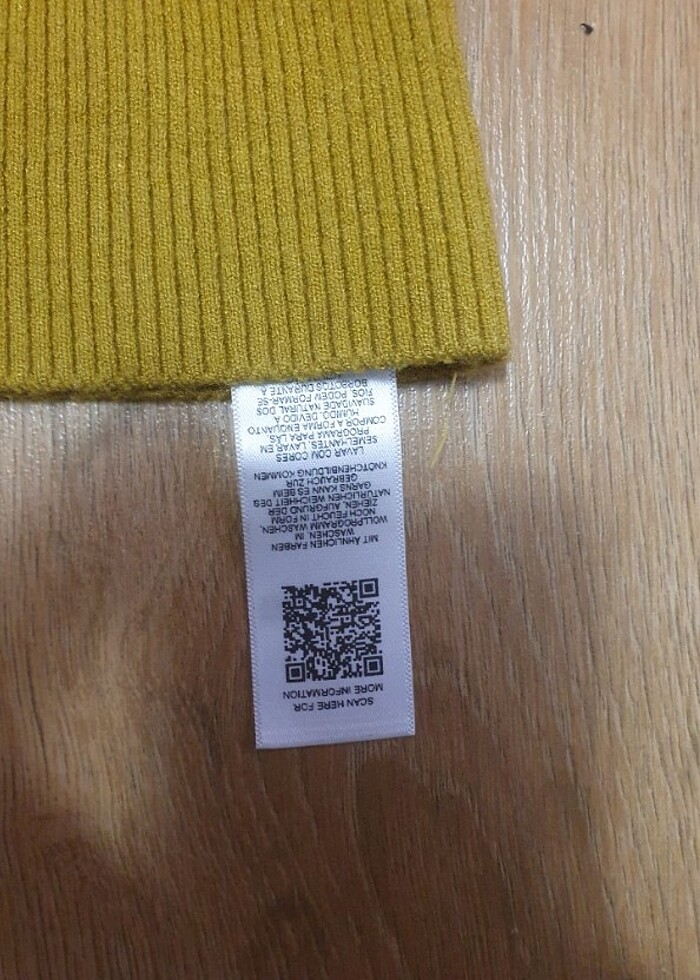 SCAN HERE FOR
MORE INFORMATION
MIT ÄHNLICHEN FARBEN
WASCHEN. IM
WOLLPROGRAMM WASCHEN.
NOCH FEUCHT IN FORM
ZIEHEN. AUFGRUND DER
NATÜRLICHEN WEICHHEIT DES
GARNS KANN ES BEIM
GEBRAUCH ZUR
KNÖTCHENBILDUNG KOMMEN
LAVAR COM CORES
SEMELHANTES. LAVAR EM
PROGRAMA PARA LÃS.
COMPOR A FORMA ENQUANTO
HÚMIDO. DEVIDO À
SUAVIDADE NATURAL DOS
FIOS, PODEM FORMAR-SE
BORBOTOS DURANTE A